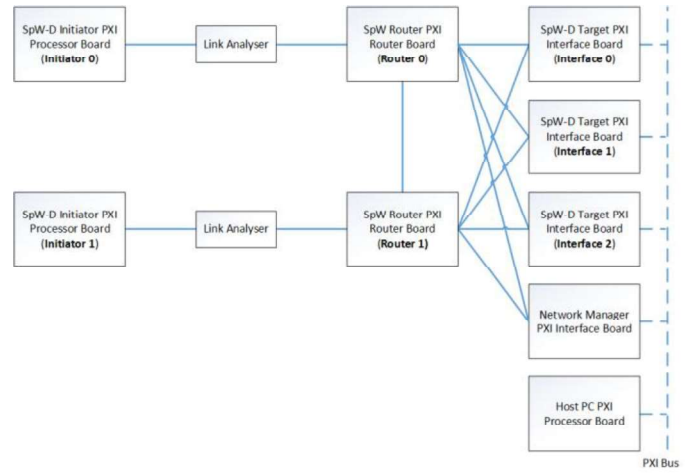 SpW-D Initiator PXI
Processor Board
(Initiator 0)
Link Analyser
SpW Router PXI
Router Board
(Router 0)
SpW-D Target PXI
Interface Board
(Interface 0)
SpW-D Target PXI
Interface Board
(Interface 1)
SpW-D Initiator PXI
Processor Board
(Initiator 1)
Link Analyser
SpW Router PXI
Router Board
(Router 1)
SpW-D Target PXI
Interface Board
(Interface 2)
Network Manager
PXI Interface Board
Host PC PXI
Processor Board
PXI Bus